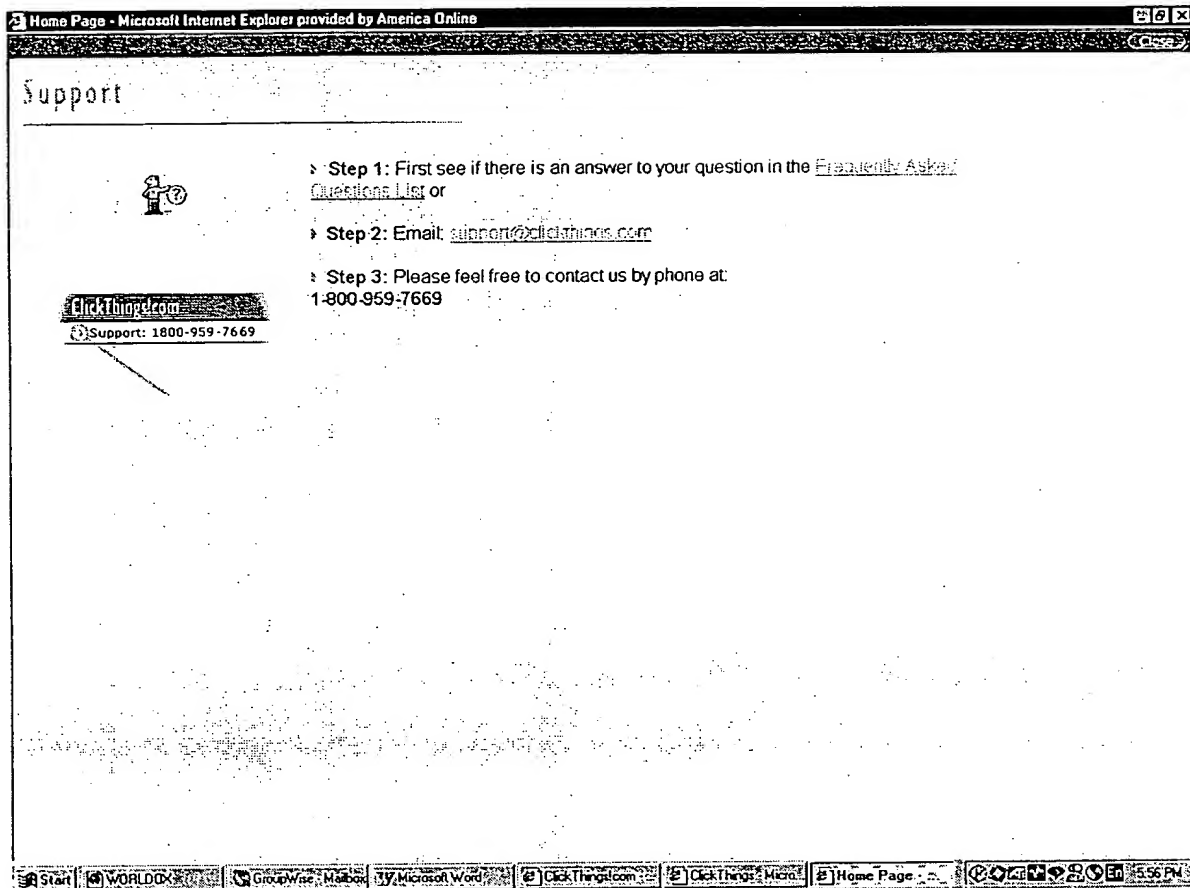 Home Page - Microsoft Internet Explorer provided by America Online
Close
Support
Step 1: First see if there is an answer to your question in the Frequently Asked
Questions List or
Step 2: Email: support@clickthings.com
Step 3: Please feel free to contact us by phone at:
1-800-959-7669
ClickThings!com
Support: 1800-959-7669
Start WORLDOX GroupWise - Mailbox Microsoft Word ClickThings!com ClickThings Micro Home Page - 5:56 PM